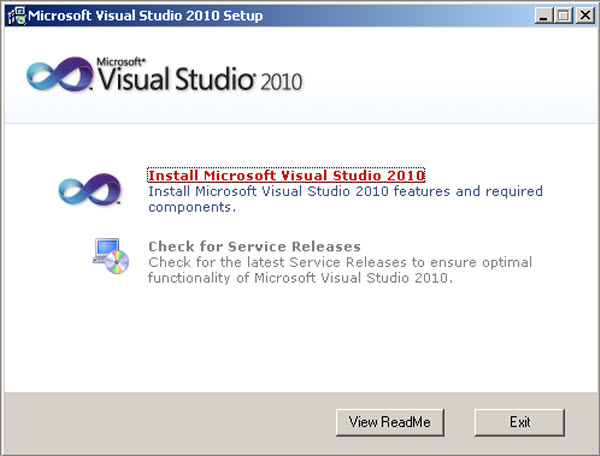 Microsoft Visual Studio 2010 Setup
Microsoft®
Visual Studio® 2010
Install Microsoft Visual Studio 2010
Install Microsoft Visual Studio 2010 features and required
components.
Check for Service Releases
Check for the latest Service Releases to ensure optimal
functionality of Microsoft Visual Studio 2010.
View ReadMe
Exit